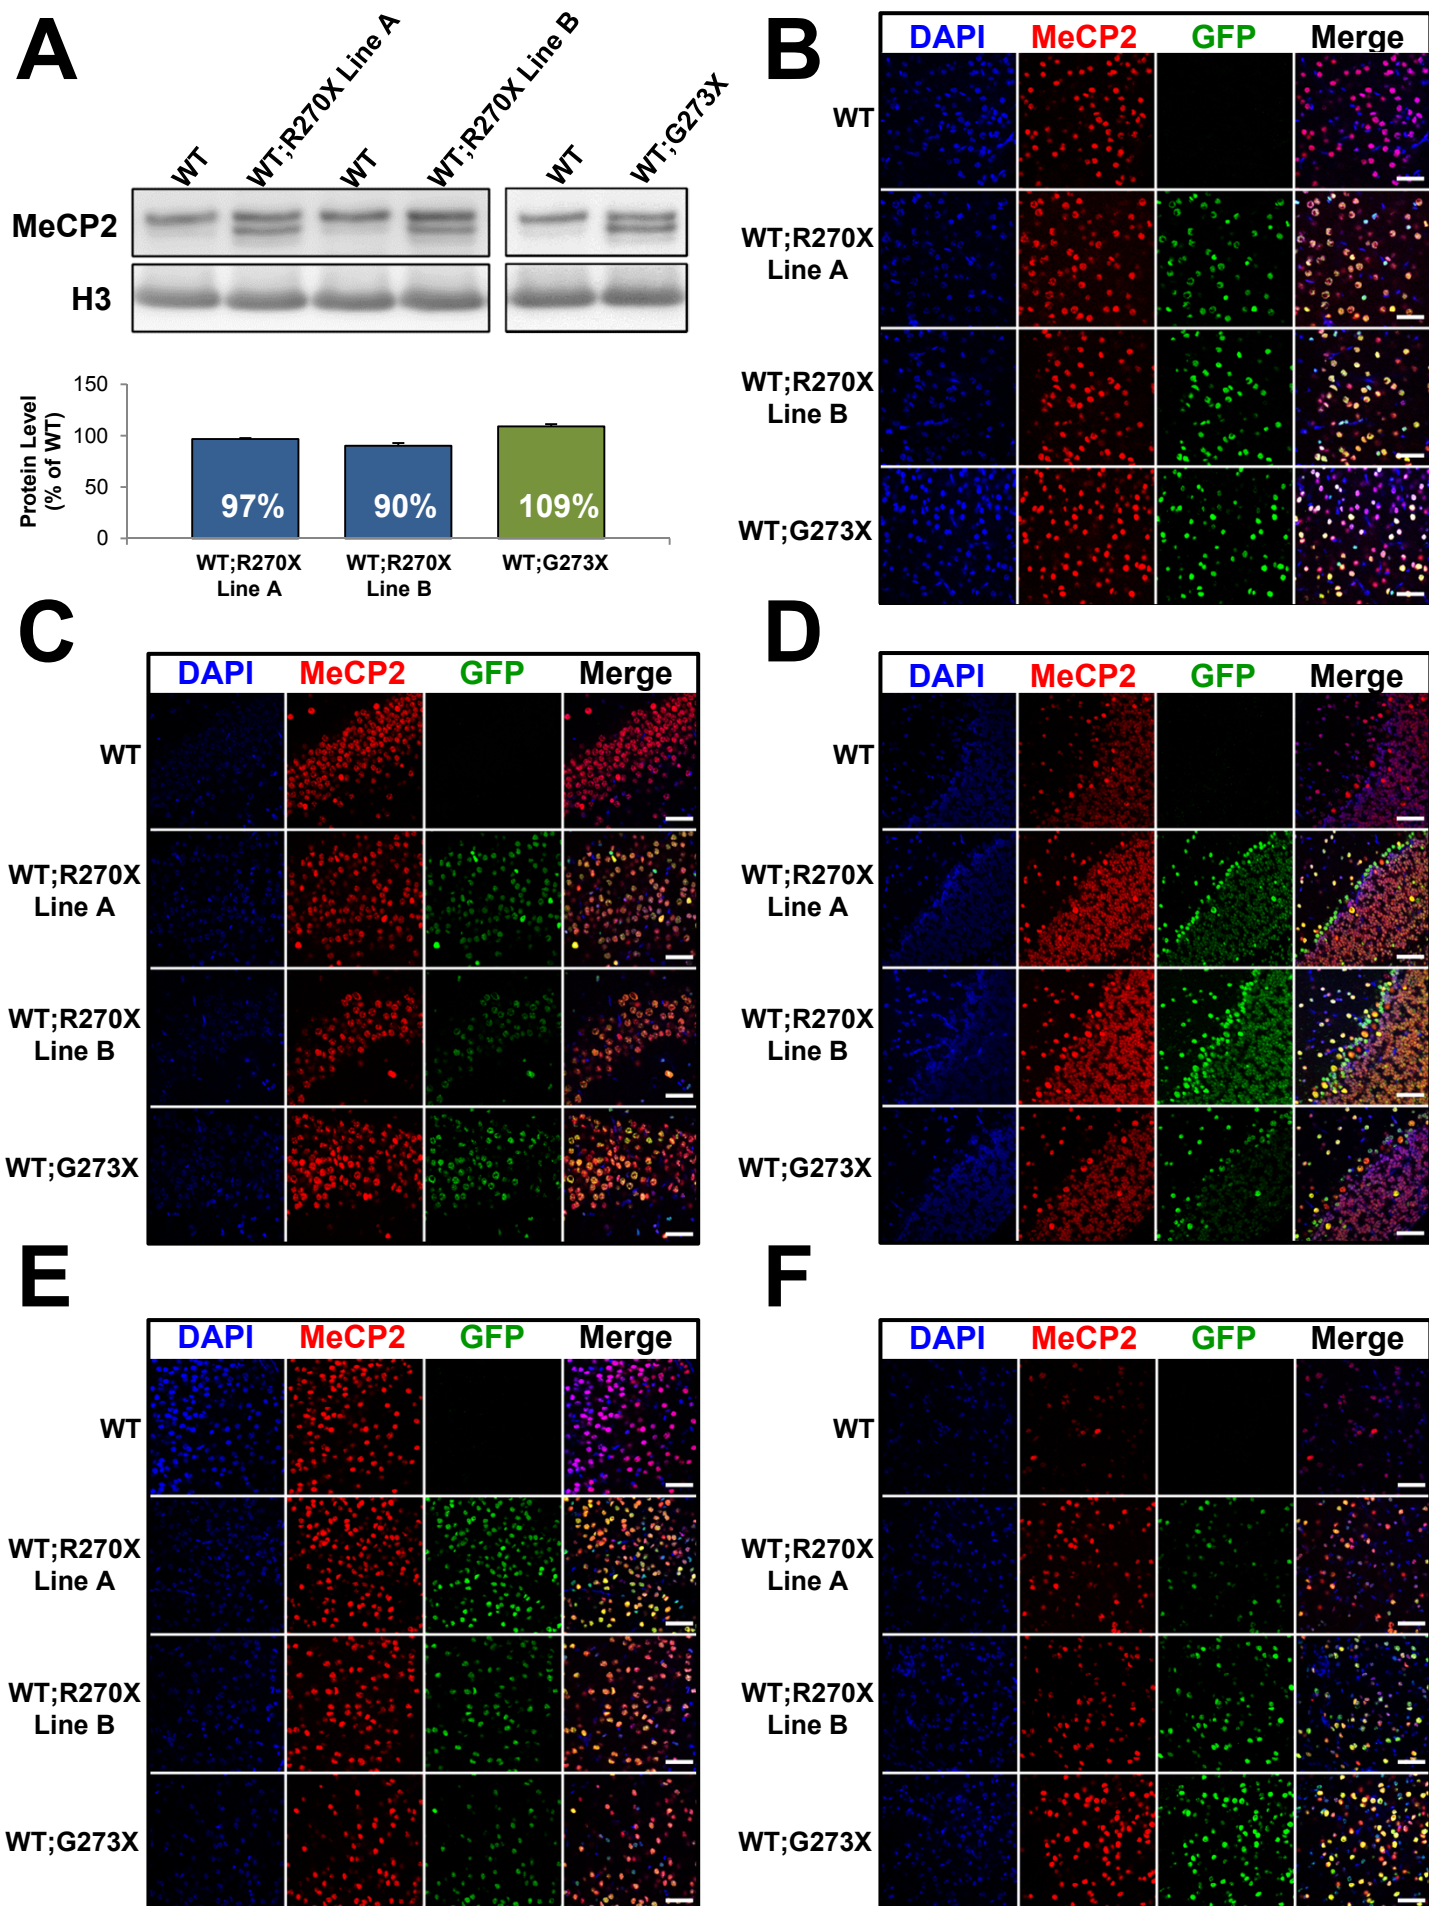 A
WT
WT;R270X Line A
WT
WT;R270X Line B
WT
WT;G273X
MeCP2
H3
Protein Level
(% of WT)
150
100
50
0
97%
90%
109%
WT;R270X
Line A
WT;R270X
Line B
WT;G273X
B
DAPI MeCP2 GFP Merge
WT
WT;R270X
Line A
WT;R270X
Line B
WT;G273X
C
DAPI MeCP2 GFP Merge
WT
WT;R270X
Line A
WT;R270X
Line B
WT;G273X
D
DAPI MeCP2 GFP Merge
WT
WT;R270X
Line A
WT;R270X
Line B
WT;G273X
E
DAPI MeCP2 GFP Merge
WT
WT;R270X
Line A
WT;R270X
Line B
WT;G273X
F
DAPI MeCP2 GFP Merge
WT
WT;R270X
Line A
WT;R270X
Line B
WT;G273X